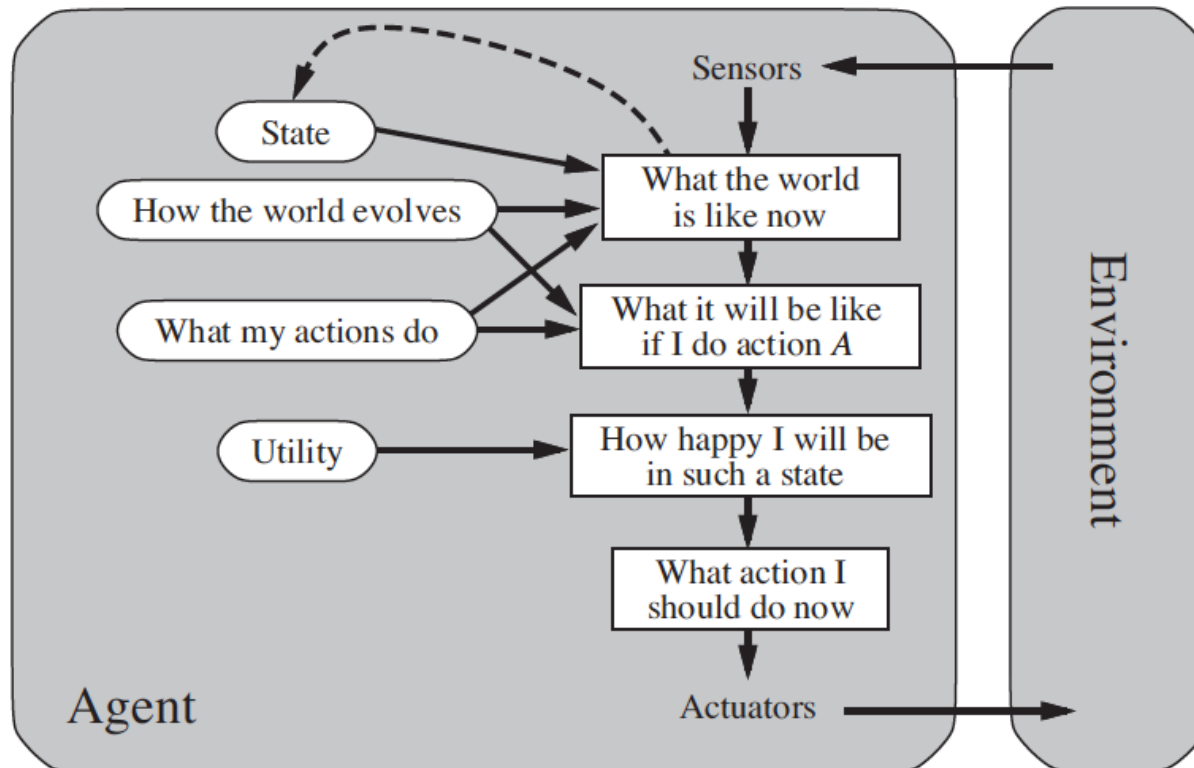 Sensors
State
What the world
is like now
How the world evolves
What my actions do
What it will be like
if I do action A
Utility
How happy I will be
in such a state
What action I
should do now
Agent
Actuators
Environment